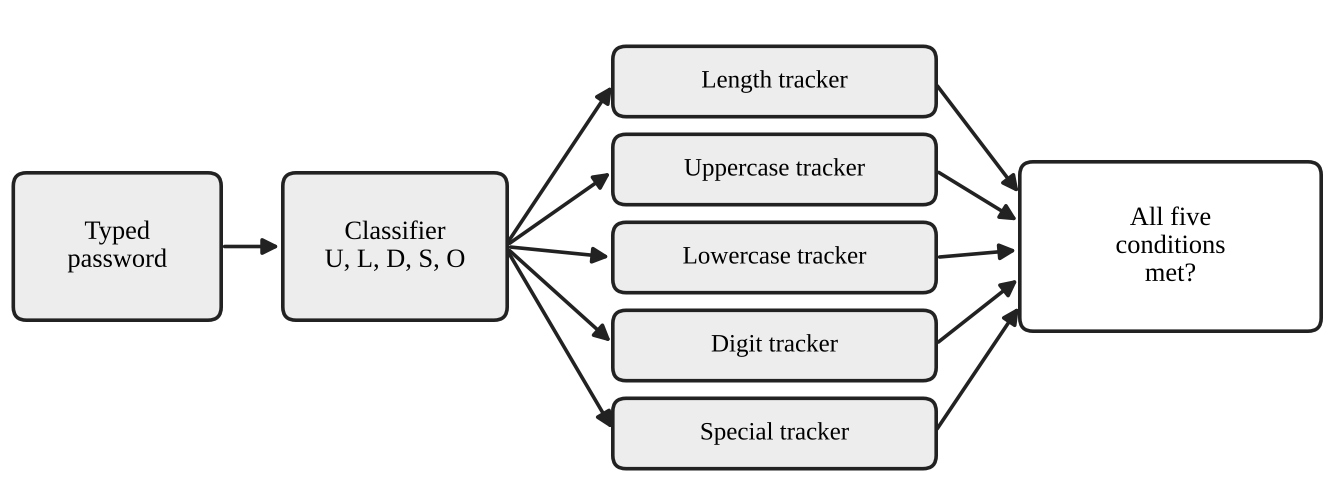 Typed
password
Classifier
U, L, D, S, O
Length tracker
Uppercase tracker
Lowercase tracker
Digit tracker
Special tracker
All five
conditions
met?